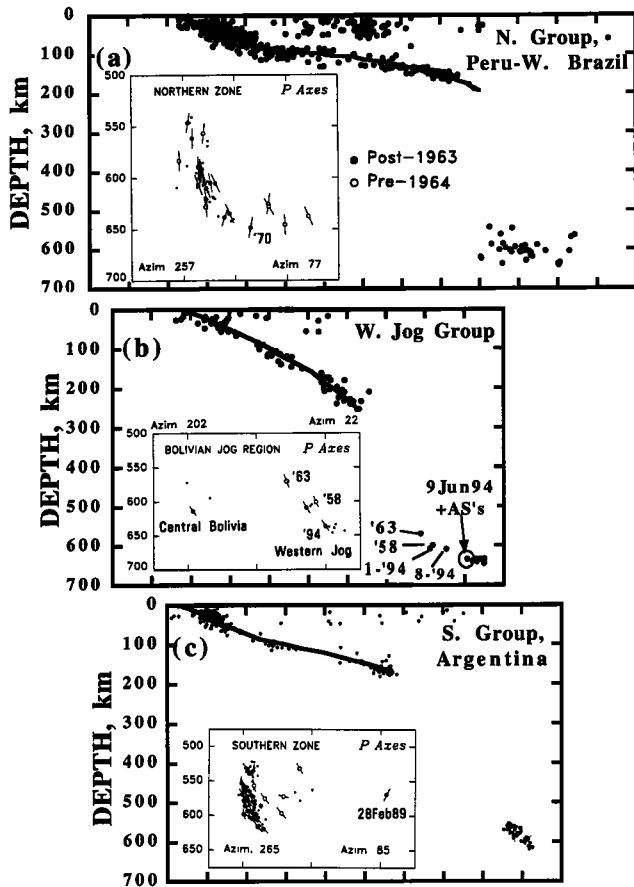 (a)
N. Group,
Peru-W. Brazil
DEPTH, km
0
100
200
300
400
500
600
700
NORTHERN ZONE P Axes
500
550
600
650
700
'70
Azim 257 Azim 77
Post-1963
Pre-1964
(b)
W. Jog Group
DEPTH, km
0
100
200
300
400
500
600
700
Azim 202 Azim 22
BOLIVIAN JOG REGION P Axes
500
550
600
650
700
'63
'58
'94
Central Bolivia
Western Jog
9Jun94
+AS's
'63
'58
1-'94
8-'94
(c)
S. Group,
Argentina
DEPTH, km
0
100
200
300
400
500
600
700
SOUTHERN ZONE P Axes
500
550
600
650
28Feb89
Azim. 265 Azim 85